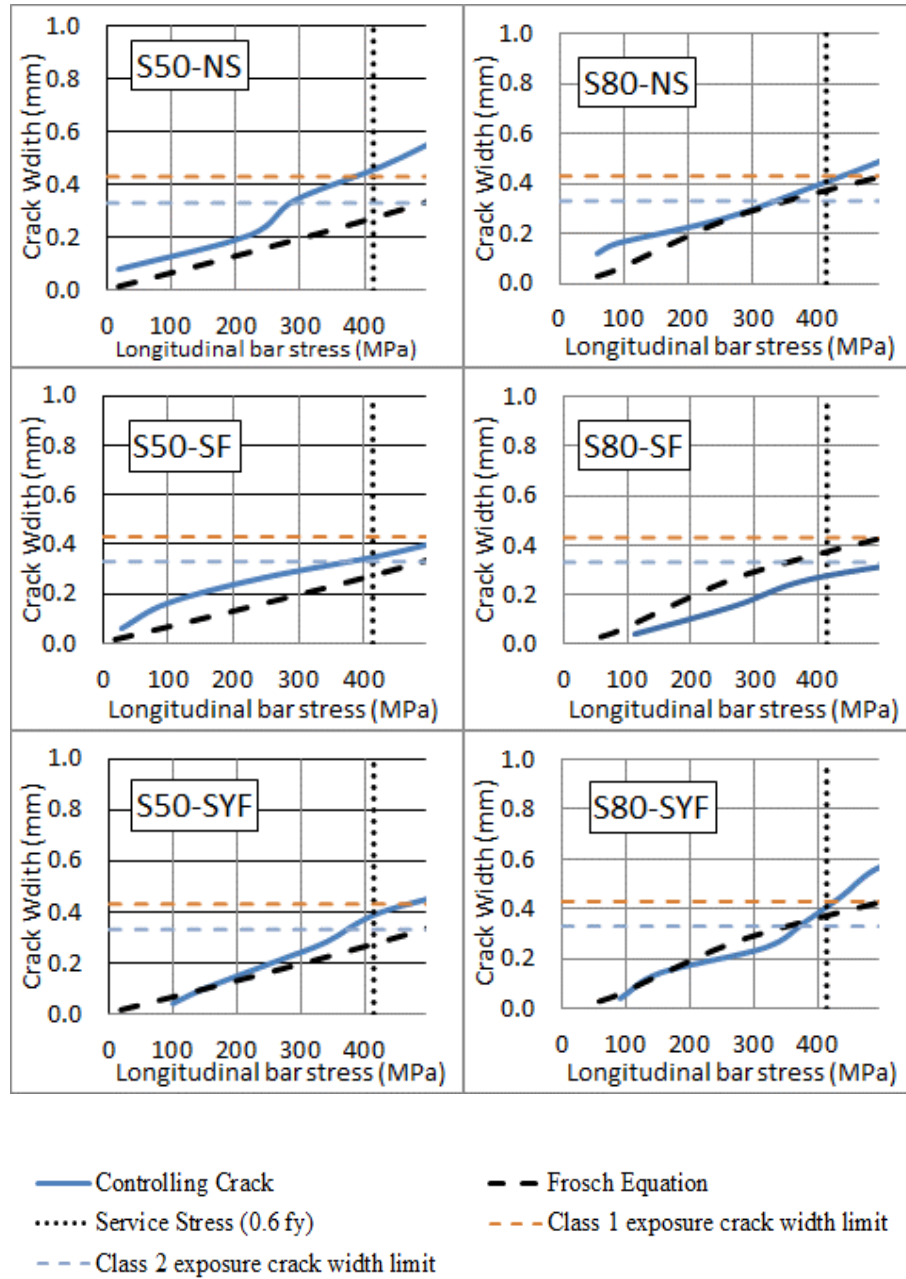 S50-NS
Crack Wdith (mm)
1.0
0.8
0.6
0.4
0.2
0.0
0 100 200 300 400
Longitudinal bar stress (MPa)
S80-NS
Crack Width (mm)
1.0
0.8
0.6
0.4
0.2
0.0
0 100 200 300 400
Longitudinal bar stress (MPa)
S50-SF
Crack Wdith (mm)
1.0
0.8
0.6
0.4
0.2
0.0
0 100 200 300 400
Longitudinal bar stress (MPa)
S80-SF
Crack Width (mm)
1.0
0.8
0.6
0.4
0.2
0.0
0 100 200 300 400
Longitudinal bar stress (MPa)
S50-SYF
Crack Wdith (mm)
1.0
0.8
0.6
0.4
0.2
0.0
0 100 200 300 400
Longitudinal bar stress (MPa)
S80-SYF
Crack Width (mm)
1.0
0.8
0.6
0.4
0.2
0.0
0 100 200 300 400
Longitudinal bar stress (MPa)
Controlling Crack
Frosch Equation
Service Stress (0.6 fy)
Class 1 exposure crack width limit
Class 2 exposure crack width limit